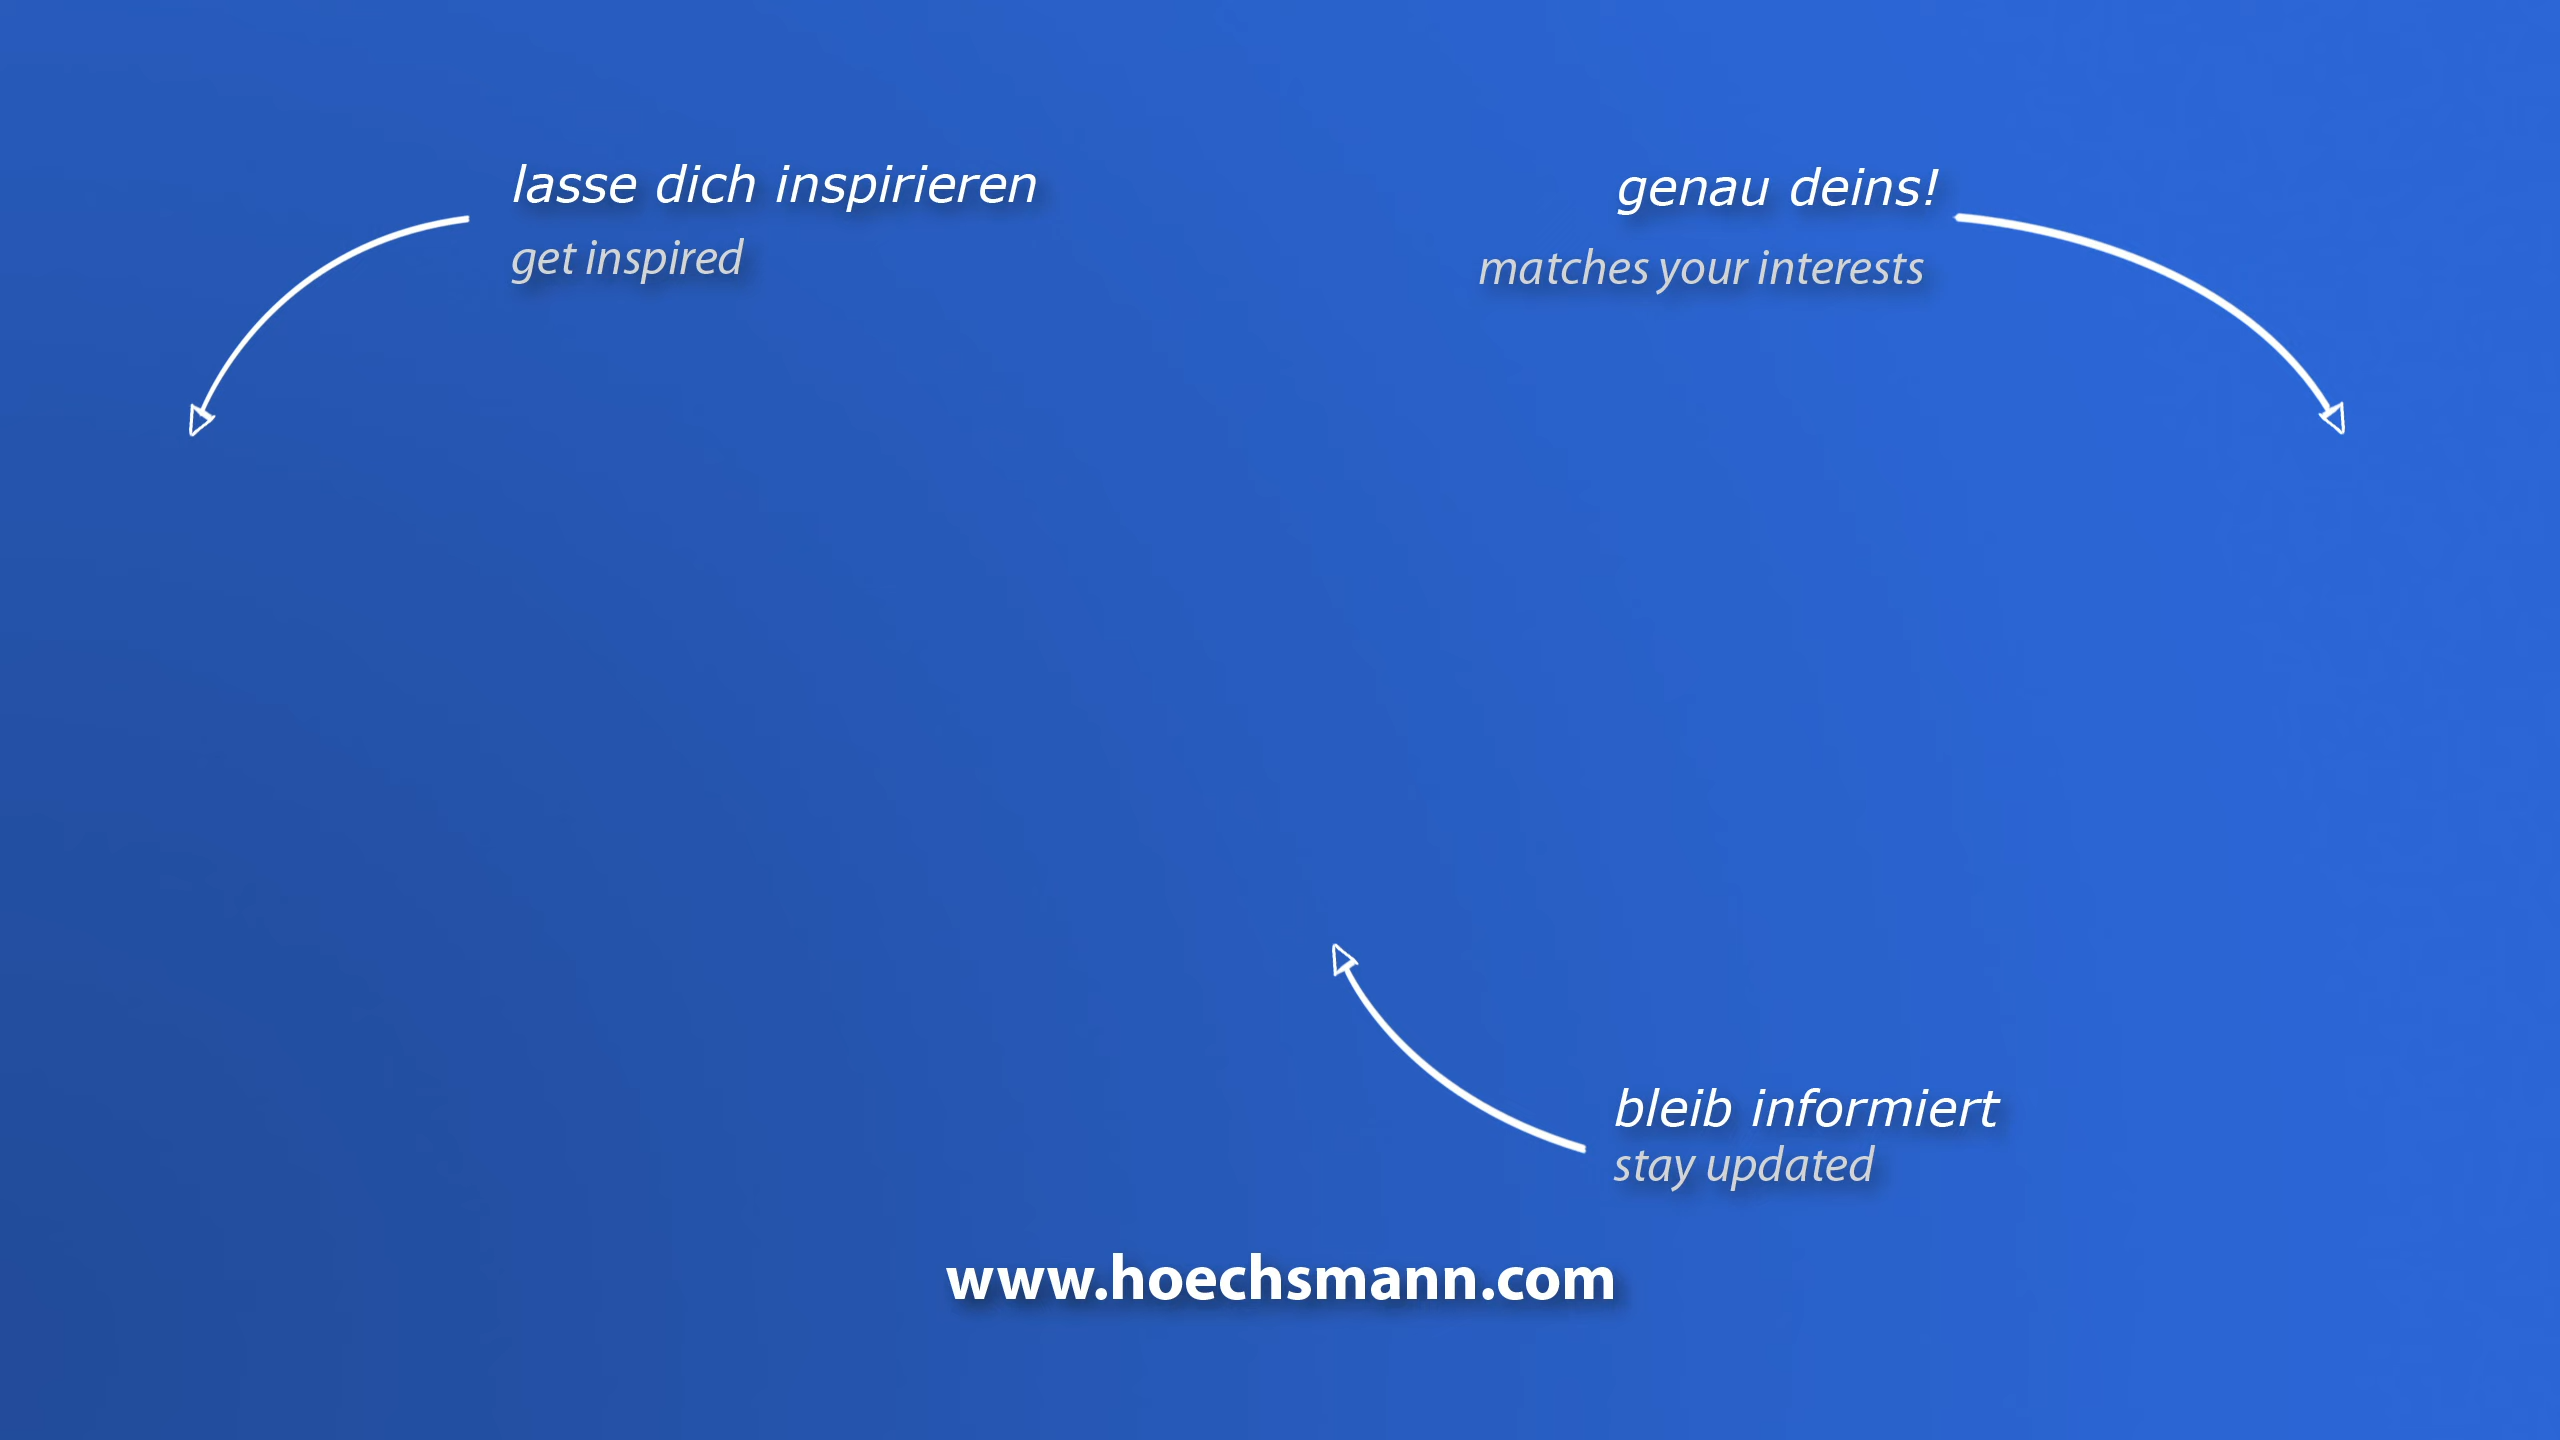 lasse dich inspirieren
get inspired
genau deins!
matches your interests
bleib informiert
stay updated
www.hoechsmann.com